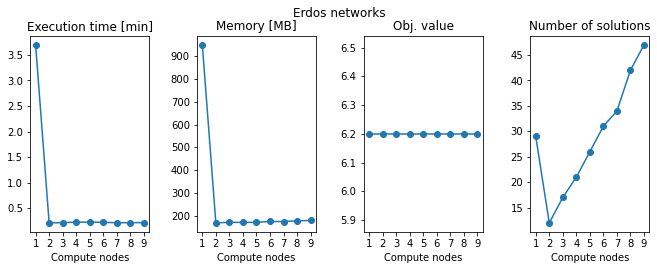 Erdos networks
Execution time [min]
3.5
3.0
2.5
2.0
1.5
1.0
0.5
1 2 3 4 5 6 7 8 9
Compute nodes
Memory [MB]
900
800
700
600
500
400
300
200
1 2 3 4 5 6 7 8 9
Compute nodes
Obj. value
6.5
6.4
6.3
6.2
6.1
6.0
5.9
1 2 3 4 5 6 7 8 9
Compute nodes
Number of solutions
45
40
35
30
25
20
15
1 2 3 4 5 6 7 8 9
Compute nodes